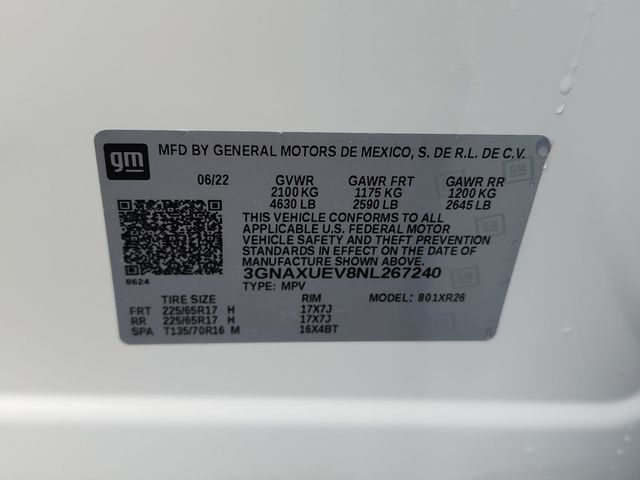 gm MFD BY GENERAL MOTORS DE MEXICO, S. DE R.L. DE C.V.
06/22 GVWR GAWR FRT GAWR RR
2100 KG 1175 KG 1200 KG
4630 LB 2590 LB 2645 LB
THIS VEHICLE CONFORMS TO ALL
APPLICABLE U.S. FEDERAL MOTOR
VEHICLE SAFETY AND THEFT PREVENTION
STANDARDS IN EFFECT ON THE DATE OF
MANUFACTURE SHOWN ABOVE.
3GNAXUEV8NL267240
8624 TYPE: MPV MODEL: 801XR26
TIRE SIZE RIM
FRT 225/65R17 H 17X7J
RR 225/65R17 H 17X7J
SPA T135/70R16 M 16X4BT